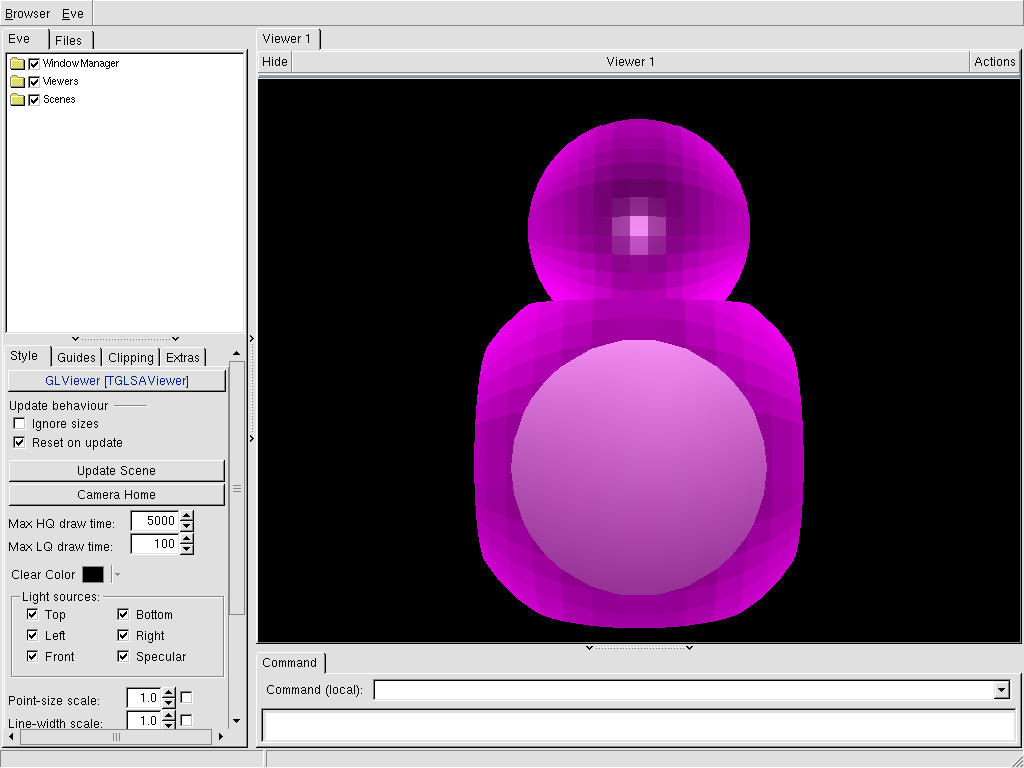 Browser Eve
Eve Files
Viewer 1
Hide Viewer 1 Actions
WindowManager
Viewers
Scenes
Style Guides Clipping Extras
GLViewer [TGLSAViewer]
Update behaviour
Ignore sizes
Reset on update
Update Scene
Camera Home
Max HQ draw time: 5000
Max LQ draw time: 100
Clear Color
Light sources:
Top Bottom
Left Right
Front Specular
Point-size scale: 1.0
Line-width scale: 1.0
Command
Command (local):